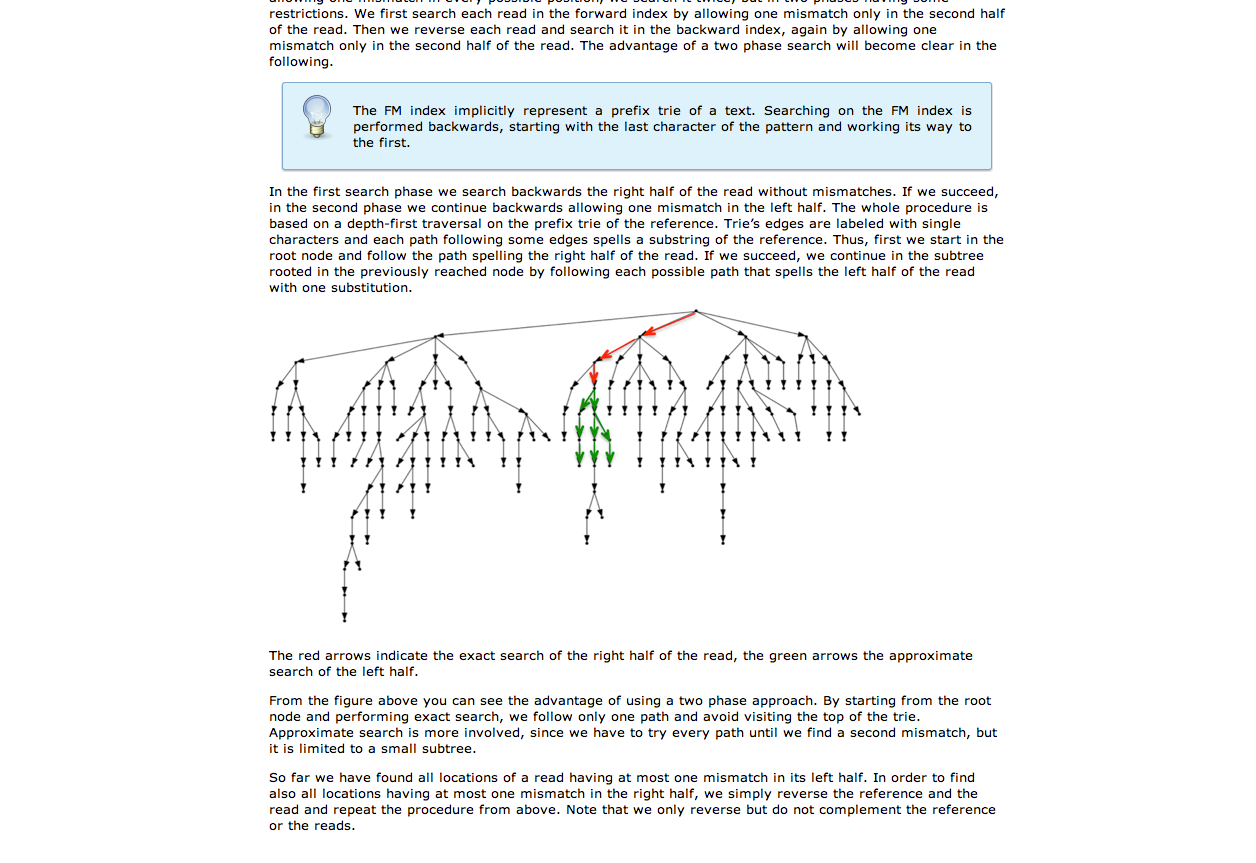 allowing one mismatch in every possible position, we search it twice, but in two phases having some
restrictions. We first search each read in the forward index by allowing one mismatch only in the second half
of the read. Then we reverse each read and search it in the backward index, again by allowing one
mismatch only in the second half of the read. The advantage of a two phase search will become clear in the
following.
The FM index implicitly represent a prefix trie of a text. Searching on the FM index is
performed backwards, starting with the last character of the pattern and working its way to
the first.
In the first search phase we search backwards the right half of the read without mismatches. If we succeed,
in the second phase we continue backwards allowing one mismatch in the left half. The whole procedure is
based on a depth-first traversal on the prefix trie of the reference. Trie’s edges are labeled with single
characters and each path following some edges spells a substring of the reference. Thus, first we start in the
root node and follow the path spelling the right half of the read. If we succeed, we continue in the subtree
rooted in the previously reached node by following each possible path that spells the left half of the read
with one substitution.
The red arrows indicate the exact search of the right half of the read, the green arrows the approximate
search of the left half.
From the figure above you can see the advantage of using a two phase approach. By starting from the root
node and performing exact search, we follow only one path and avoid visiting the top of the trie.
Approximate search is more involved, since we have to try every path until we find a second mismatch, but
it is limited to a small subtree.
So far we have found all locations of a read having at most one mismatch in its left half. In order to find
also all locations having at most one mismatch in the right half, we simply reverse the reference and the
read and repeat the procedure from above. Note that we only reverse but do not complement the reference
or the reads.